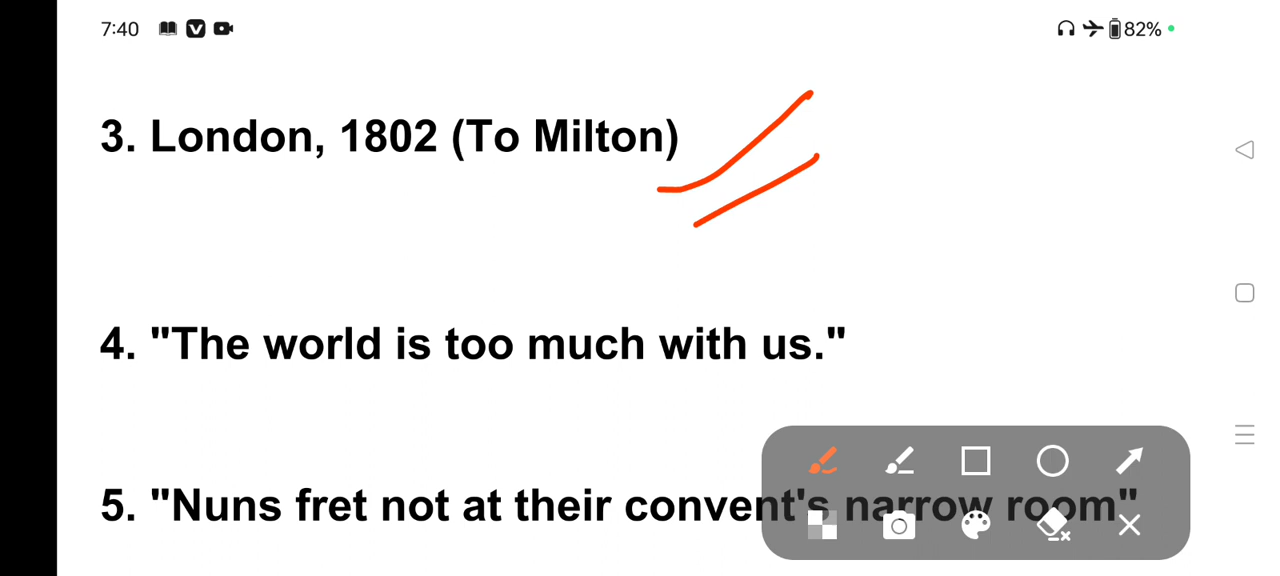 7:40 82%
3. London, 1802 (To Milton)
4. "The world is too much with us."
5. "Nuns fret not at their convent's narrow room"